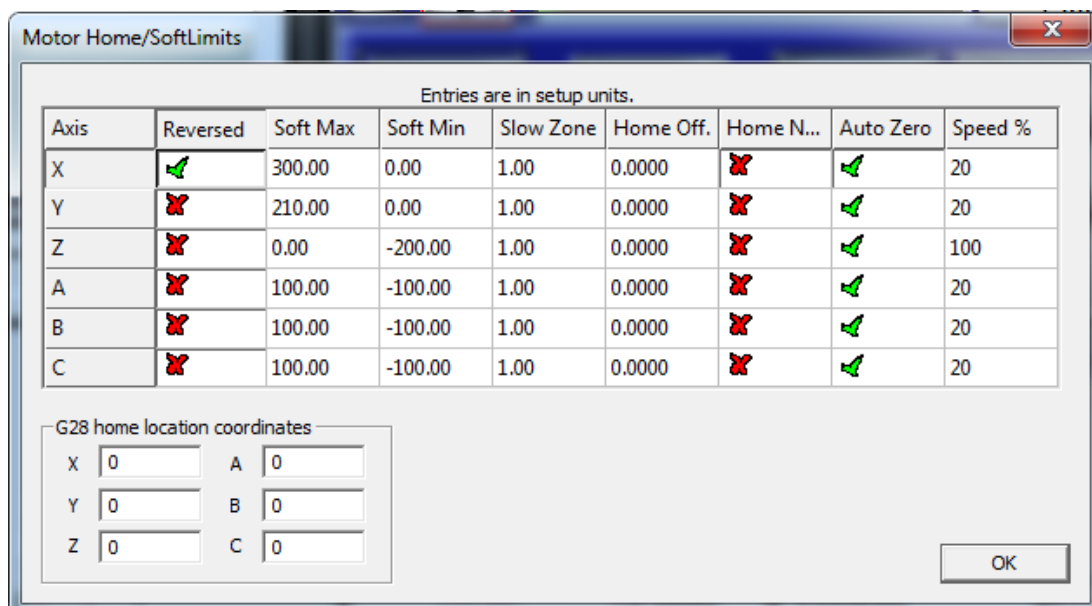 Motor Home/SoftLimits
Entries are in setup units.
Axis Reversed Soft Max Soft Min Slow Zone Home Off. Home N... Auto Zero Speed %
X 300.00 0.00 1.00 0.0000 20
Y 210.00 0.00 1.00 0.0000 20
Z 0.00 -200.00 1.00 0.0000 100
A 100.00 -100.00 1.00 0.0000 20
B 100.00 -100.00 1.00 0.0000 20
C 100.00 -100.00 1.00 0.0000 20
G28 home location coordinates
X 0 A 0
Y 0 B 0
Z 0 C 0
OK